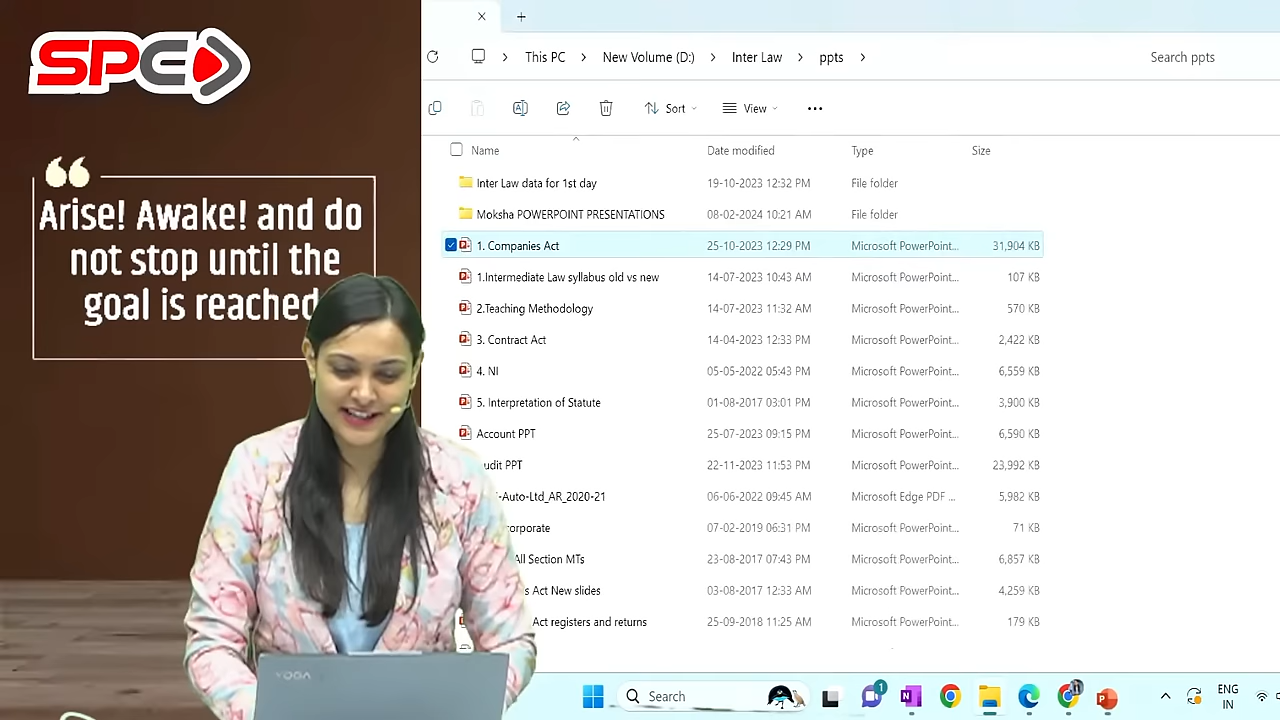 SPE
Arise! Awake! and do
not stop until the
goal is reached
This PC
New Volume (D:)
Inter Law
ppts
Search ppts
Sort
View
Name Date modified Type Size
Inter Law data for 1st day 19-10-2023 12:32 PM File folder
Moksha POWERPOINT PRESENTATIONS 08-02-2024 10:21 AM File folder
1. Companies Act 25-10-2023 12:29 PM Microsoft PowerPoint... 31,904 KB
1.Intermediate Law syllabus old vs new 14-07-2023 10:43 AM Microsoft PowerPoint... 107 KB
2.Teaching Methodology 14-07-2023 11:33 AM Microsoft PowerPoint... 570 KB
3. Contract Act 14-04-2023 12:33 PM Microsoft PowerPoint... 2,422 KB
4. NI 05-05-2022 05:43 PM Microsoft PowerPoint... 6,559 KB
5. Interpretation of Statute 01-08-2017 03:01 PM Microsoft PowerPoint... 3,900 KB
Account PPT 25-07-2023 09:15 PM Microsoft PowerPoint... 6,590 KB
udit PPT 22-11-2023 11:53 PM Microsoft PowerPoint... 23,992 KB
-Auto-Ltd_AR_2020-21 06-06-2022 09:45 AM Microsoft Edge PDF ... 5,982 KB
orporate 07-02-2019 06:31 PM Microsoft PowerPoint... 71 KB
All Section MTs 23-08-2017 07:43 PM Microsoft PowerPoint... 6,857 KB
s Act New slides 03-08-2017 12:33 AM Microsoft PowerPoint... 4,259 KB
Act registers and returns 25-09-2018 11:25 AM Microsoft PowerPoint... 179 KB
YOGA
Search
1
ENG
IN